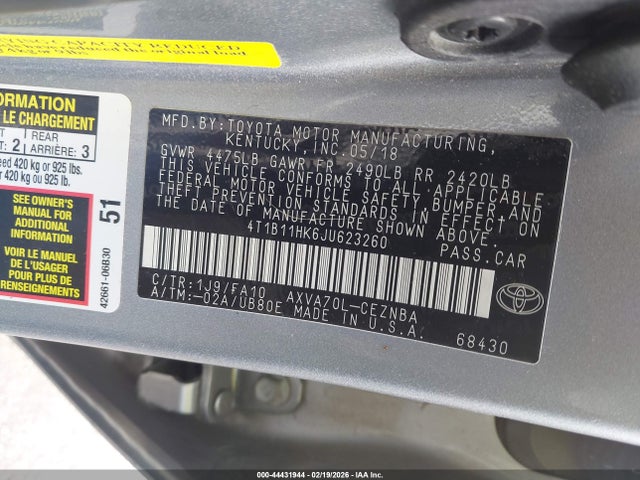 CAPACITY REDUCED
ORMATION
LE CHARGEMENT
REAR
2 ARRIÈRE: 3
eed 420 kg or 925 lbs.
420 kg ou 925 lb.
SEE OWNER'S
MANUAL FOR
ADDITIONAL
INFORMATION
VOIR LE MANUEL
DE L'USAGER
POUR PLUS DE
RENSEIGNEMENTS
51
42661-06B30
MFD.BY:TOYOTA MOTOR MANUFACTURING,
KENTUCKY,INC 05/18
GVWR 4475LB GAWR FR 2490LB RR 2420LB
THIS VEHICLE CONFORMS TO ALL APPLICABLE
FEDERAL MOTOR VEHICLE SAFETY, BUMPER, AND
THEFT PREVENTION STANDARDS IN EFFECT ON
THE DATE OF MANUFACTURE SHOWN ABOVE.
4T1B11HK6JU623260 PASS.CAR
C/TR:1J9/FA10 AXVA70L-CEZNBA
A/TM:-02A/UB80E MADE IN U.S.A.
68430
TOYOTA
000-44431944 - 02/19/2026 - IAA, Inc.